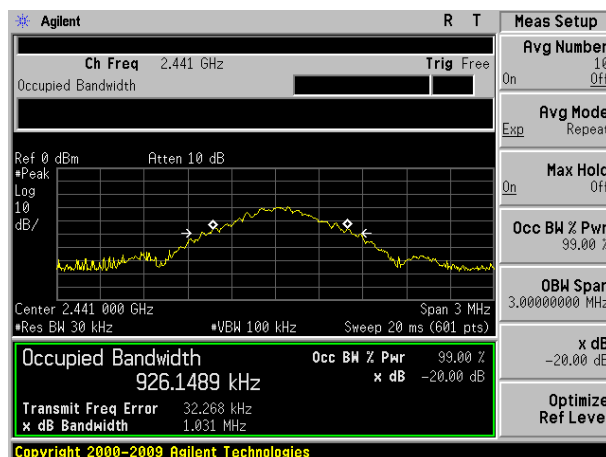 Agilent R T
Meas Setup
Ch Freq 2.441 GHz Trig Free
Occupied Bandwidth
Avg Number
10
On Off
Avg Mode
Exp Repeat
Max Hold
On Off
Occ BW % Pwr
99.00 %
OBW Span
3.00000000 MHz
x dB
-20.00 dB
Optimize
Ref Level
Ref 0 dBm Atten 10 dB
#Peak
Log
10
dB/
Center 2.441 000 GHz Span 3 MHz
#Res BW 30 kHz #VBW 100 kHz Sweep 20 ms (601 pts)
Occupied Bandwidth Occ BW % Pwr 99.00 %
926.1489 kHz x dB -20.00 dB
Transmit Freq Error 32.268 kHz
x dB Bandwidth 1.031 MHz
Copyright 2000-2009 Agilent Technologies